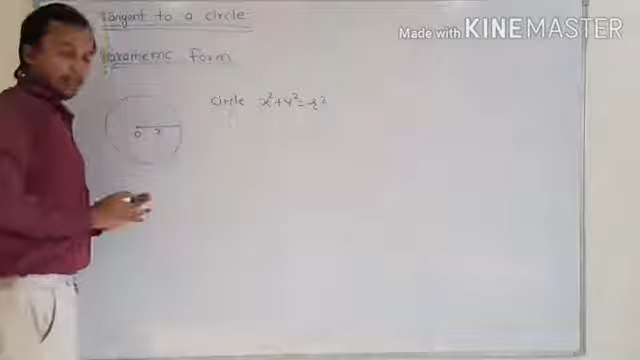 Tangent to a circle
Made with KINEMASTER
Parametric form
circle x²+y²=r²
O r